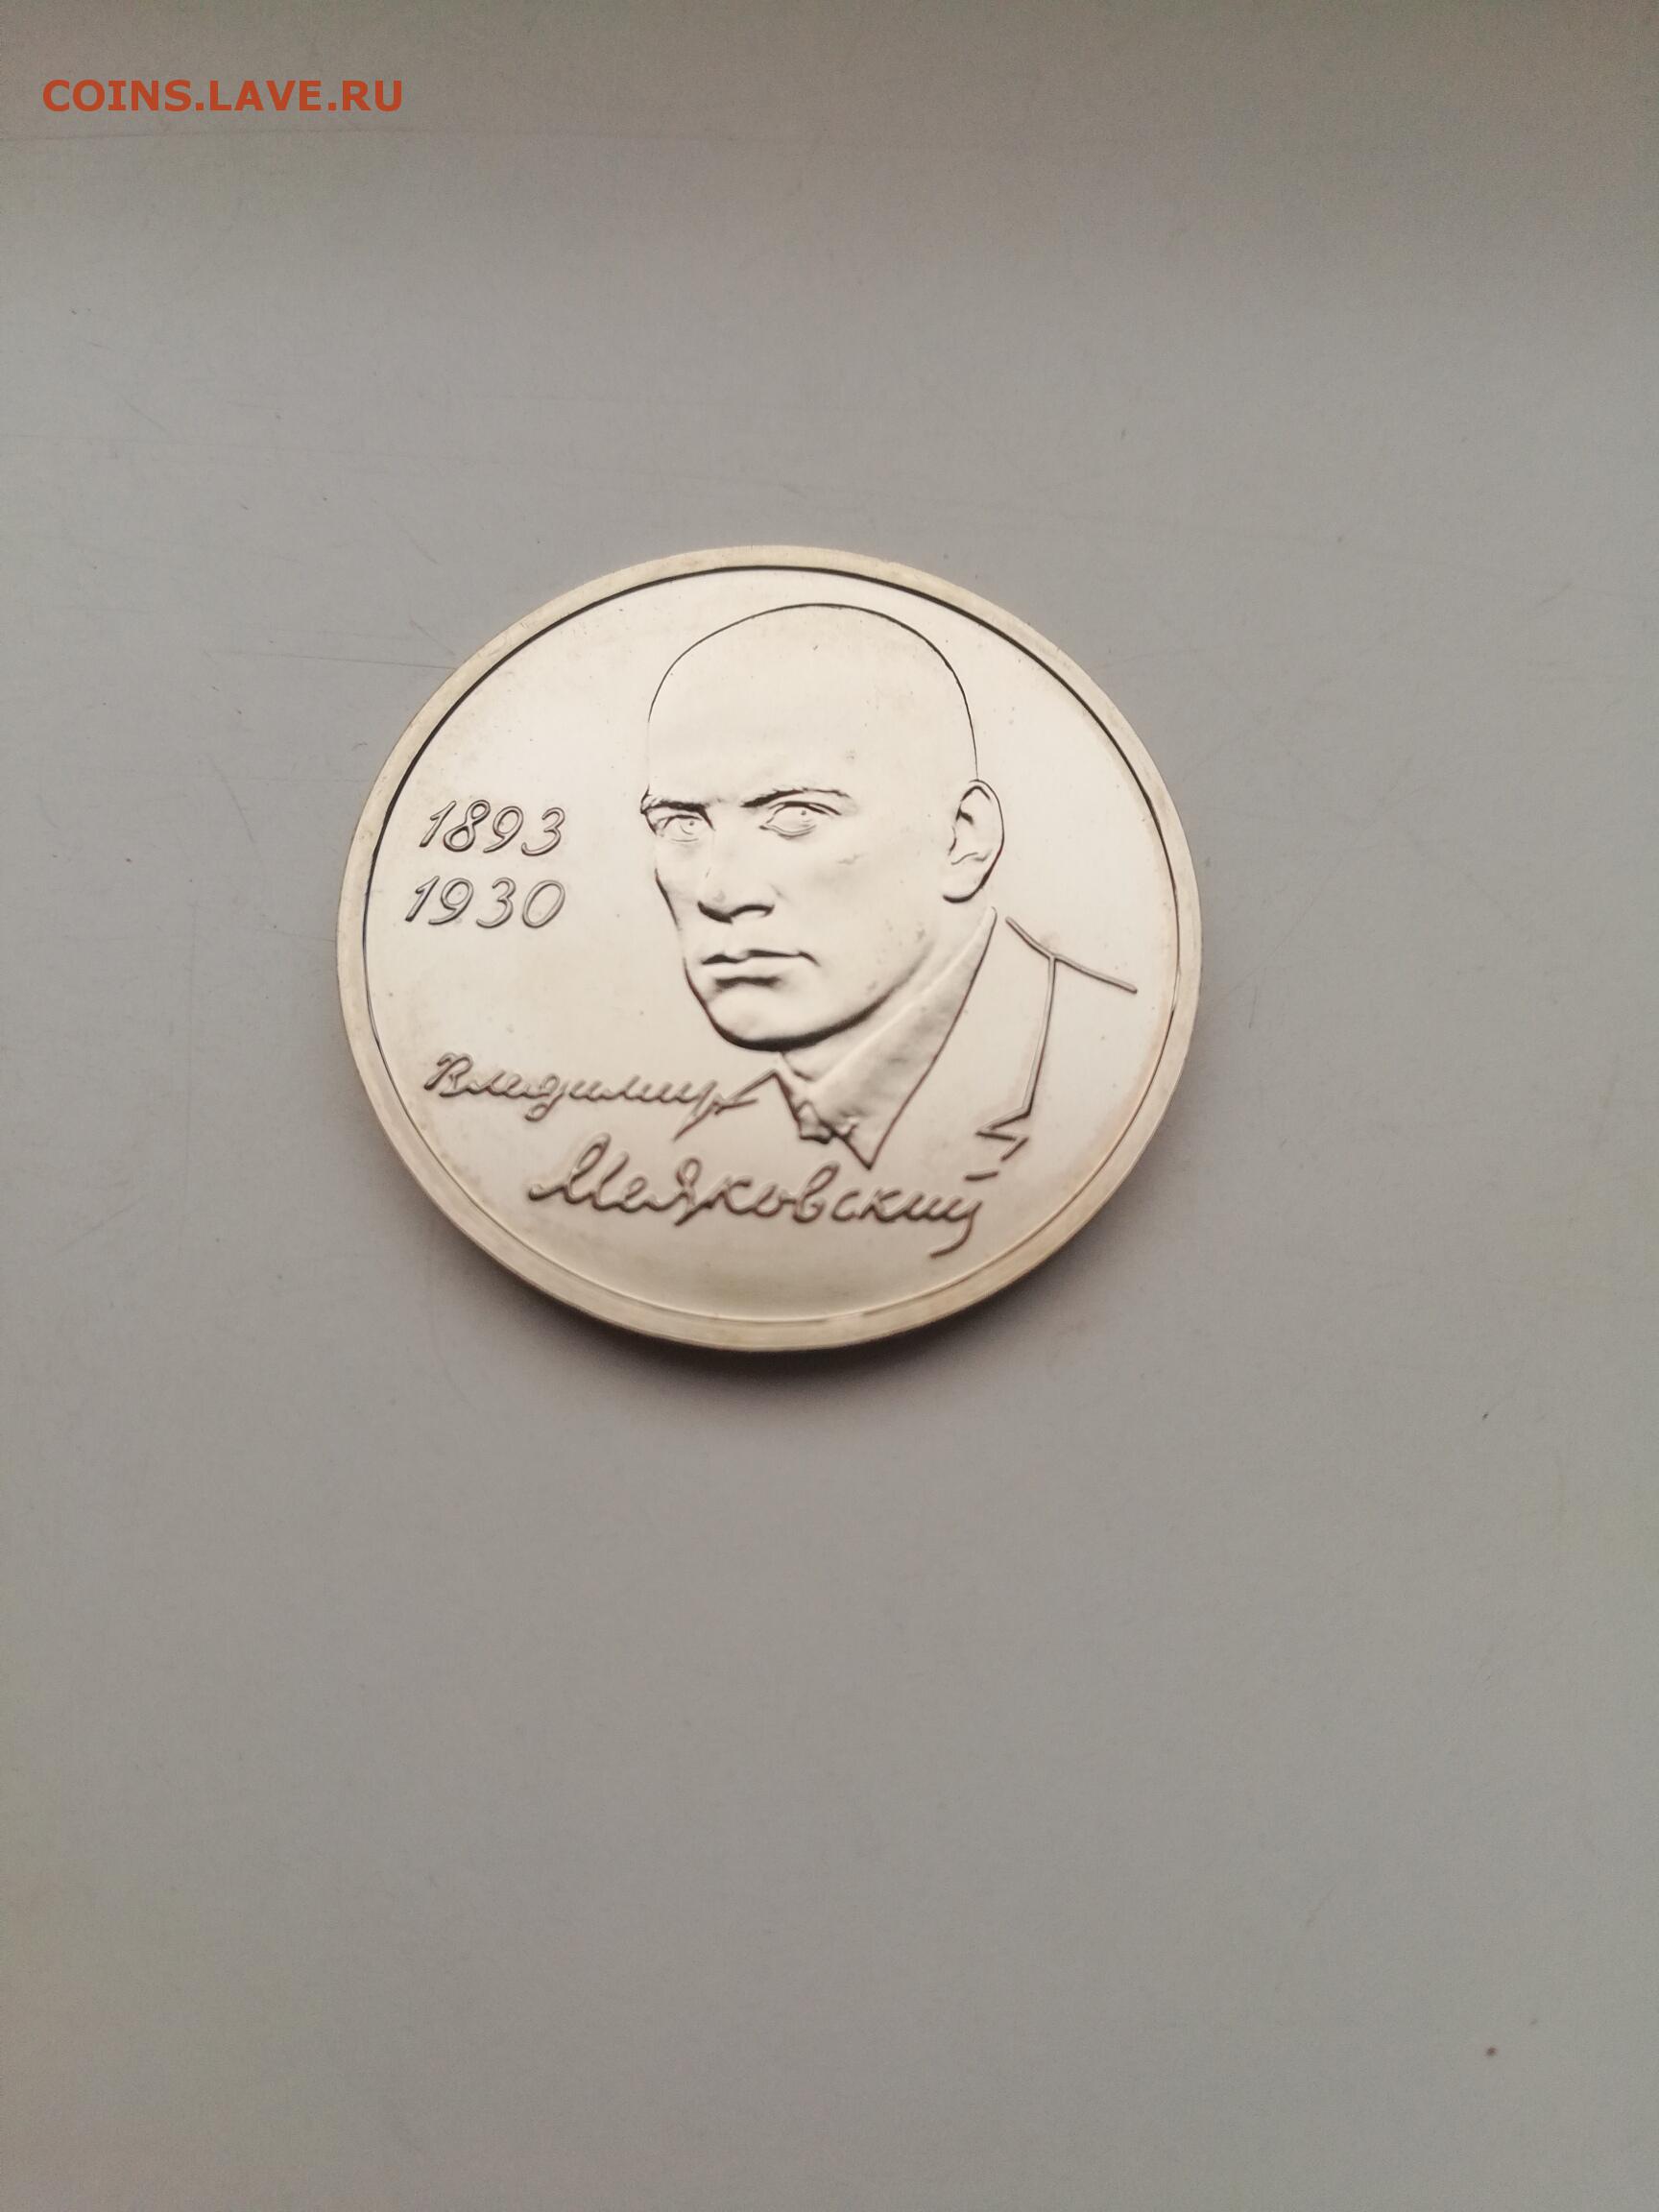 COINS.LAVE.RU
1893
1930
Владимир
Маяковский